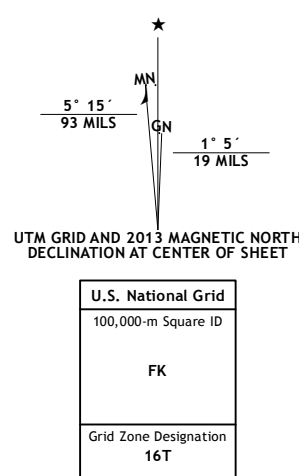 ★
MN
GN
5° 15´
93 MILS
1° 5´
19 MILS
UTM GRID AND 2013 MAGNETIC NORTH
DECLINATION AT CENTER OF SHEET
U.S. National Grid
100,000-m Square ID
FK
Grid Zone Designation
16T